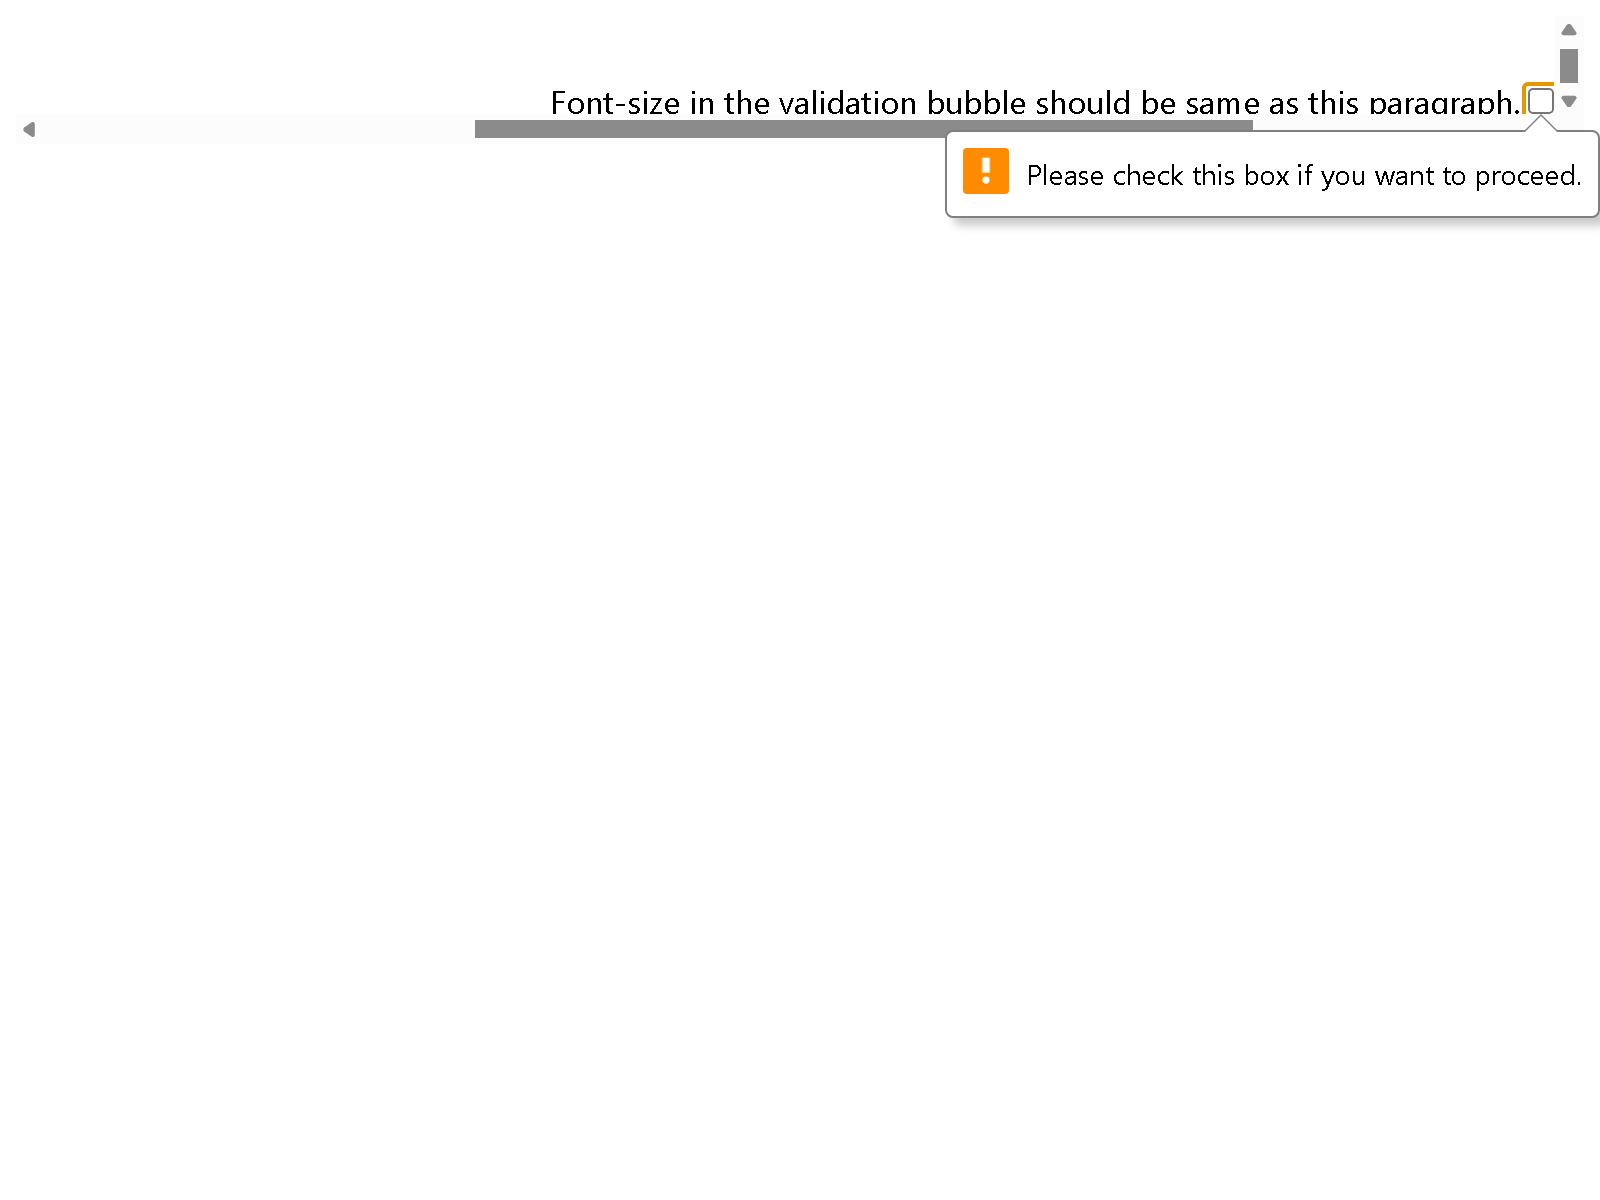 Font-size in the validation bubble should be same as this paragraph.
Please check this box if you want to proceed.